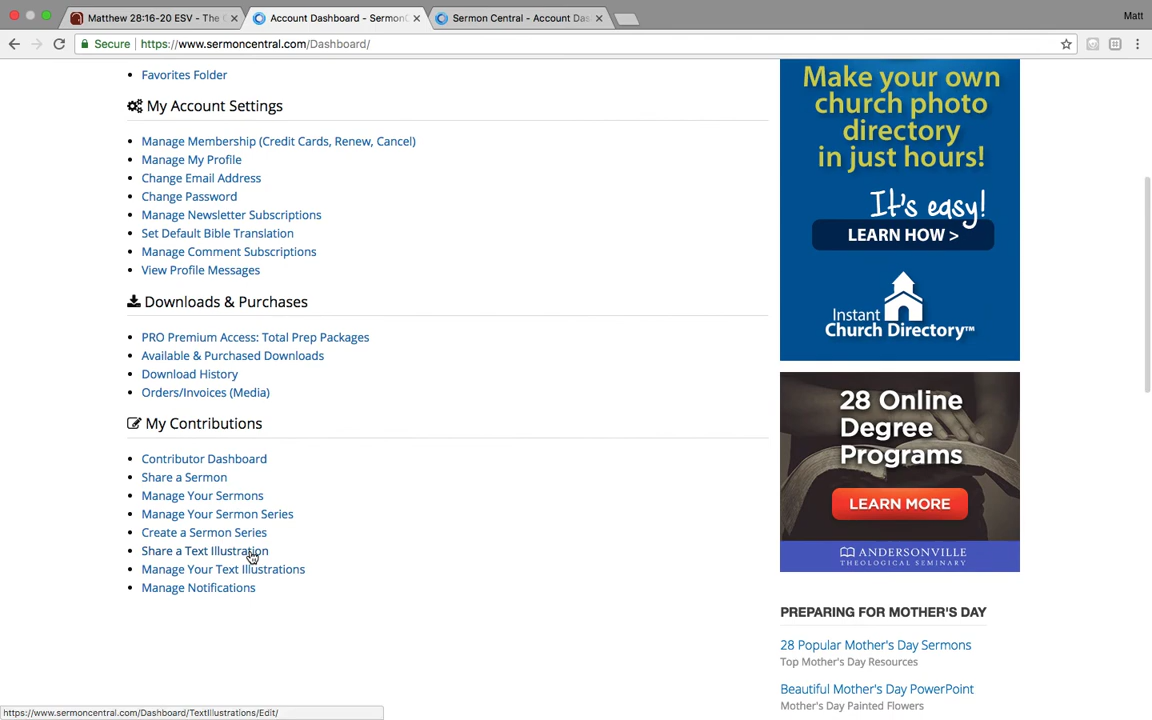 Matthew 28:16-20 ESV - The
Account Dashboard - SermonC
Sermon Central - Account Das
Matt
Secure
https://www.sermoncentral.com/Dashboard/
Favorites Folder
My Account Settings
Manage Membership (Credit Cards, Renew, Cancel)
Manage My Profile
Change Email Address
Change Password
Manage Newsletter Subscriptions
Set Default Bible Translation
Manage Comment Subscriptions
View Profile Messages
Downloads & Purchases
PRO Premium Access: Total Prep Packages
Available & Purchased Downloads
Download History
Orders/Invoices (Media)
My Contributions
Contributor Dashboard
Share a Sermon
Manage Your Sermons
Manage Your Sermon Series
Create a Sermon Series
Share a Text Illustration
Manage Your Text Illustrations
Manage Notifications
Make your own
church photo
directory
in just hours!
It's easy!
LEARN HOW >
Instant
Church Directory™
28 Online
Degree
Programs
LEARN MORE
ANDERSONVILLE
THEOLOGICAL SEMINARY
PREPARING FOR MOTHER'S DAY
28 Popular Mother's Day Sermons
Top Mother's Day Resources
Beautiful Mother's Day PowerPoint
Mother's Day Painted Flowers
https://www.sermoncentral.com/Dashboard/TextIllustrations/Edit/